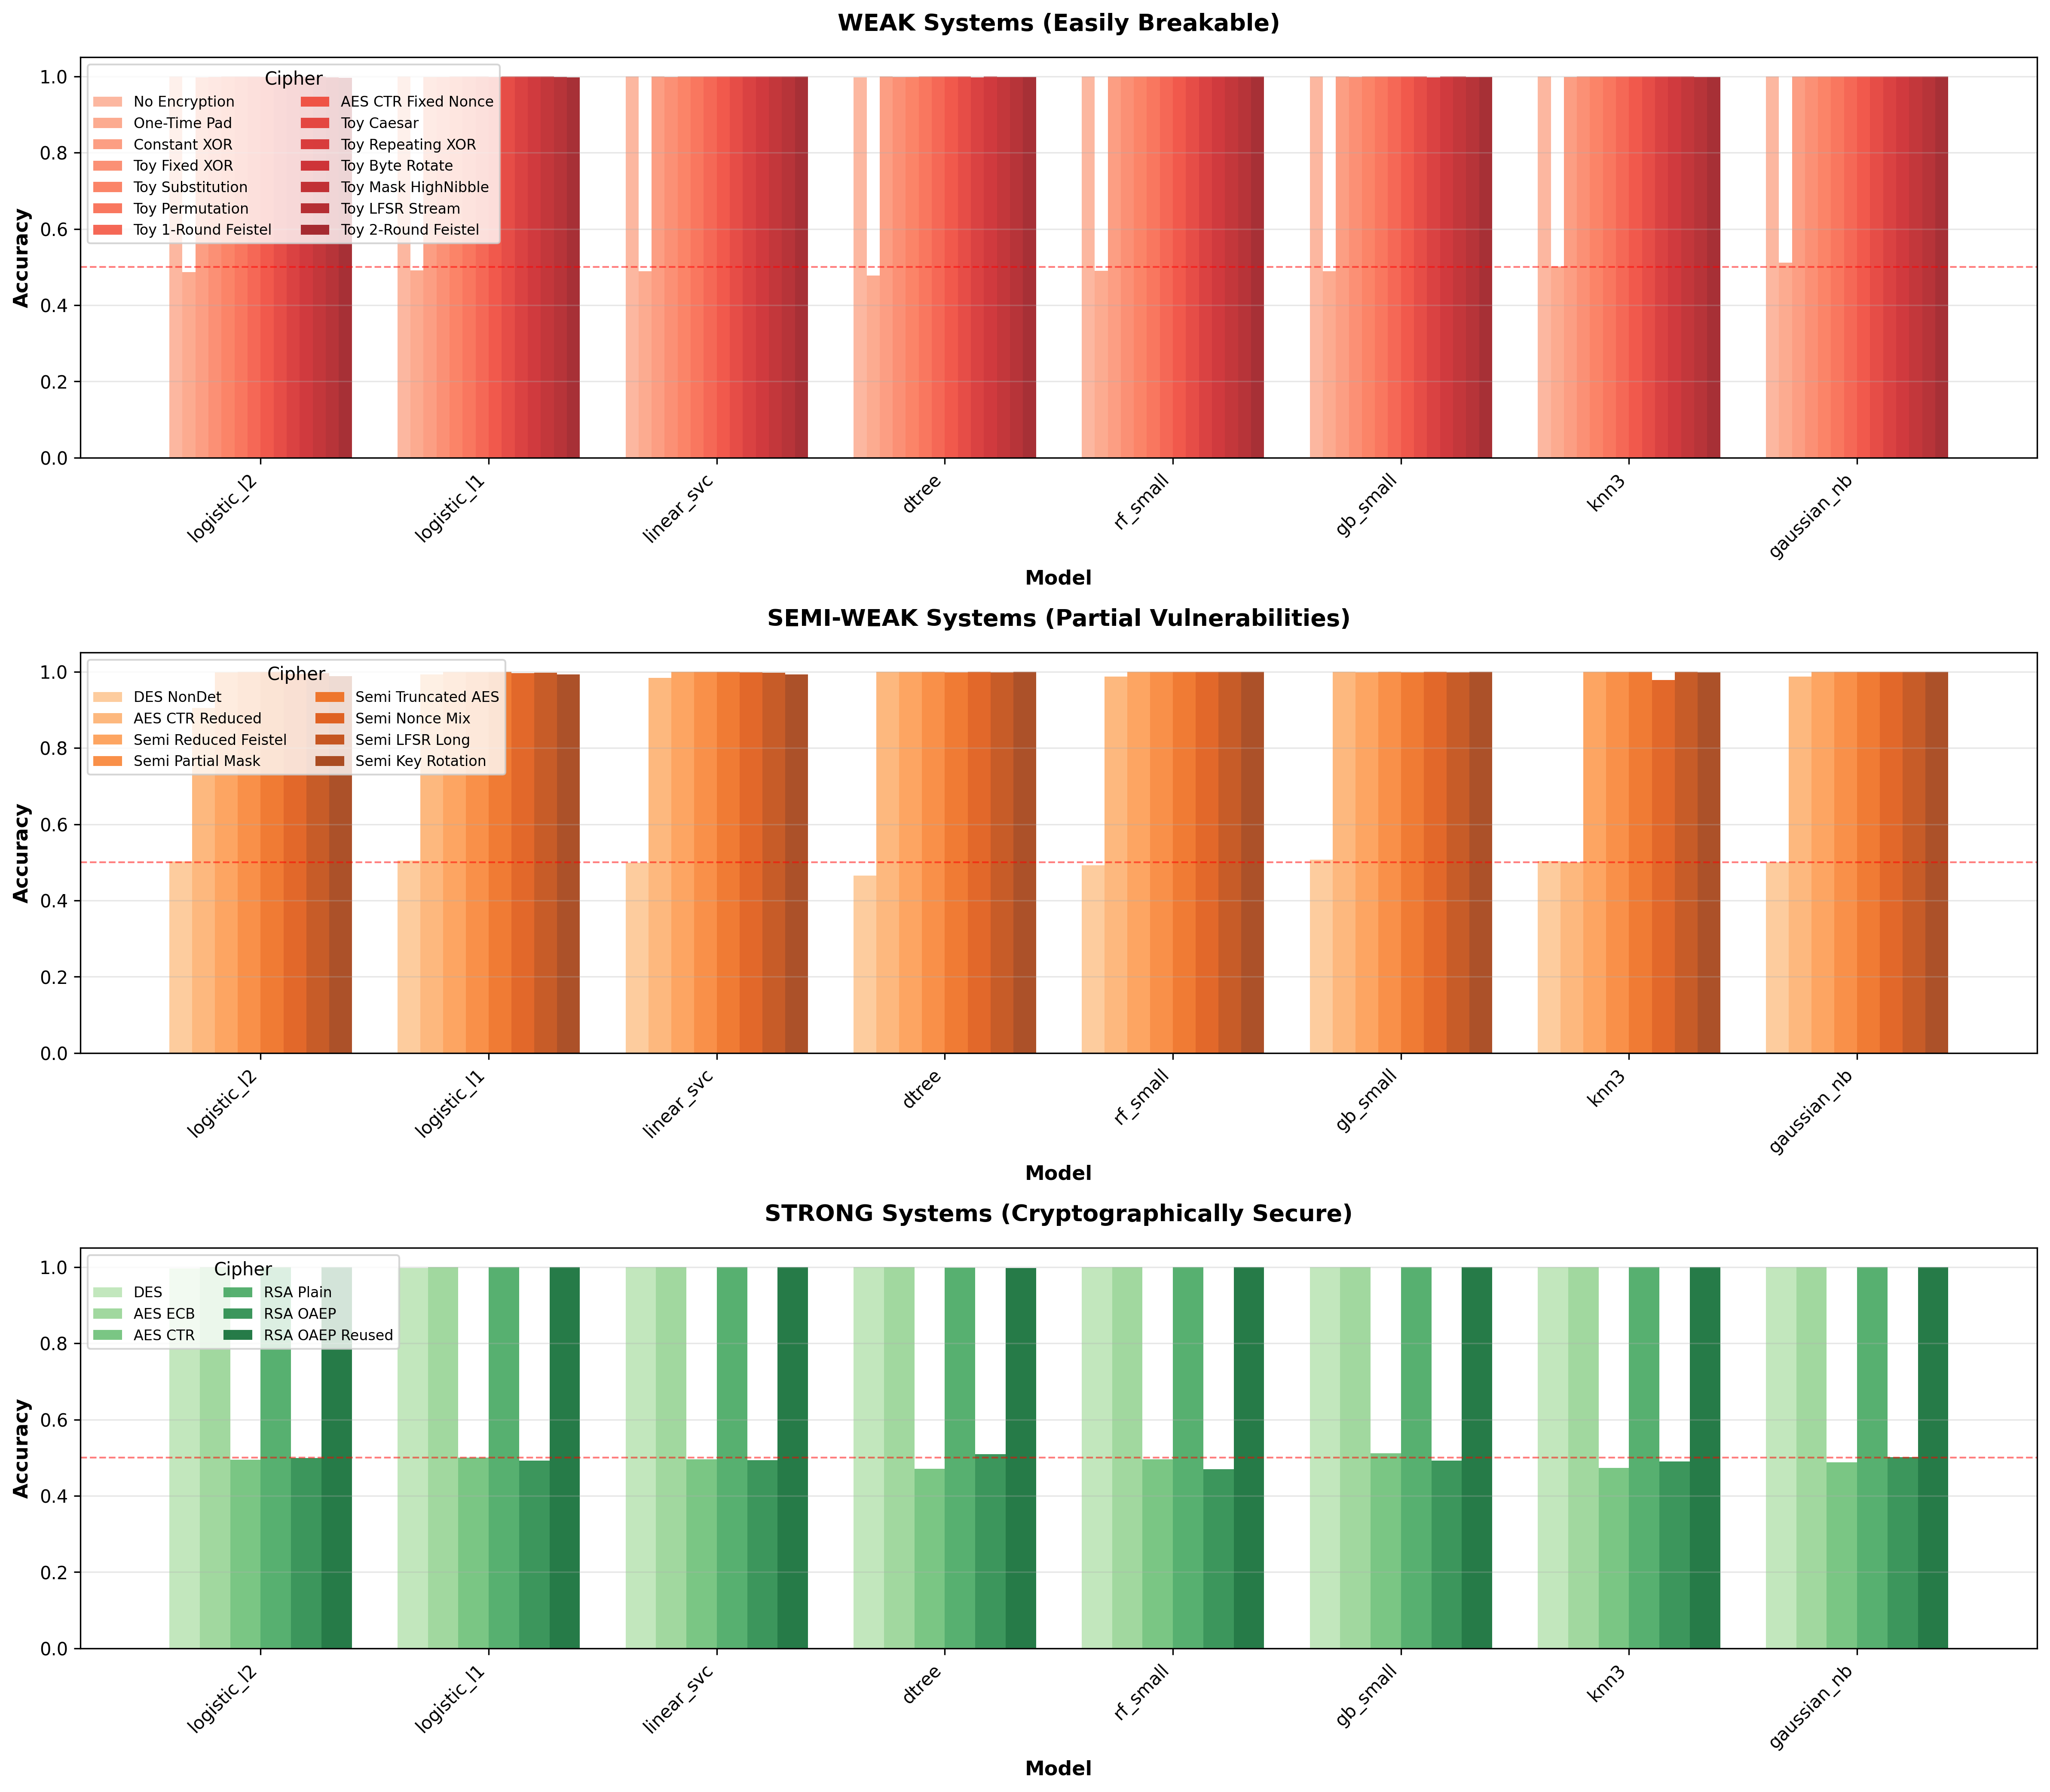 WEAK Systems (Easily Breakable)
Accuracy
1.0
0.8
0.6
0.4
0.2
0.0
Cipher
No Encryption
One-Time Pad
Constant XOR
Toy Fixed XOR
Toy Substitution
Toy Permutation
Toy 1-Round Feistel
AES CTR Fixed Nonce
Toy Caesar
Toy Repeating XOR
Toy Byte Rotate
Toy Mask HighNibble
Toy LFSR Stream
Toy 2-Round Feistel
logistic_l2
logistic_l1
linear_svc
dtree
rf_small
gb_small
knn3
gaussian_nb
Model
SEMI-WEAK Systems (Partial Vulnerabilities)
Accuracy
1.0
0.8
0.6
0.4
0.2
0.0
Cipher
DES NonDet
AES CTR Reduced
Semi Reduced Feistel
Semi Partial Mask
Semi Truncated AES
Semi Nonce Mix
Semi LFSR Long
Semi Key Rotation
logistic_l2
logistic_l1
linear_svc
dtree
rf_small
gb_small
knn3
gaussian_nb
Model
STRONG Systems (Cryptographically Secure)
Accuracy
1.0
0.8
0.6
0.4
0.2
0.0
Cipher
DES
AES ECB
AES CTR
RSA Plain
RSA OAEP
RSA OAEP Reused
logistic_l2
logistic_l1
linear_svc
dtree
rf_small
gb_small
knn3
gaussian_nb
Model